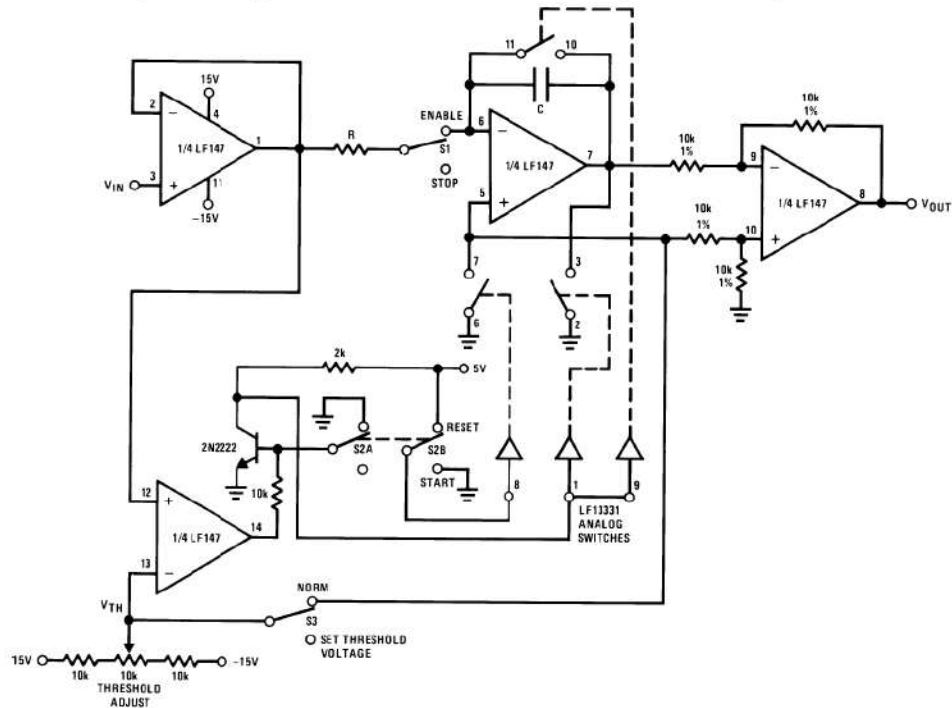 11
10
15V
C
10k
1%
2
4
ENABLE
6
−
−
1/4 LF147
1
R
S1
1/4 LF147
7
10k
1%
9
−
VIN
3
+
11
STOP
5
+
1/4 LF147
8
VOUT
−15V
10k
1%
10
+
7
3
10k
1%
6
2
2k
5V
RESET
2N2222
S2A
S2B
10k
START
8
1
9
12
+
LF13331
ANALOG
SWITCHES
1/4 LF147
14
13
−
NORM
VTH
S3
SET THRESHOLD
VOLTAGE
15V
−15V
10k
10k
10k
THRESHOLD
ADJUST